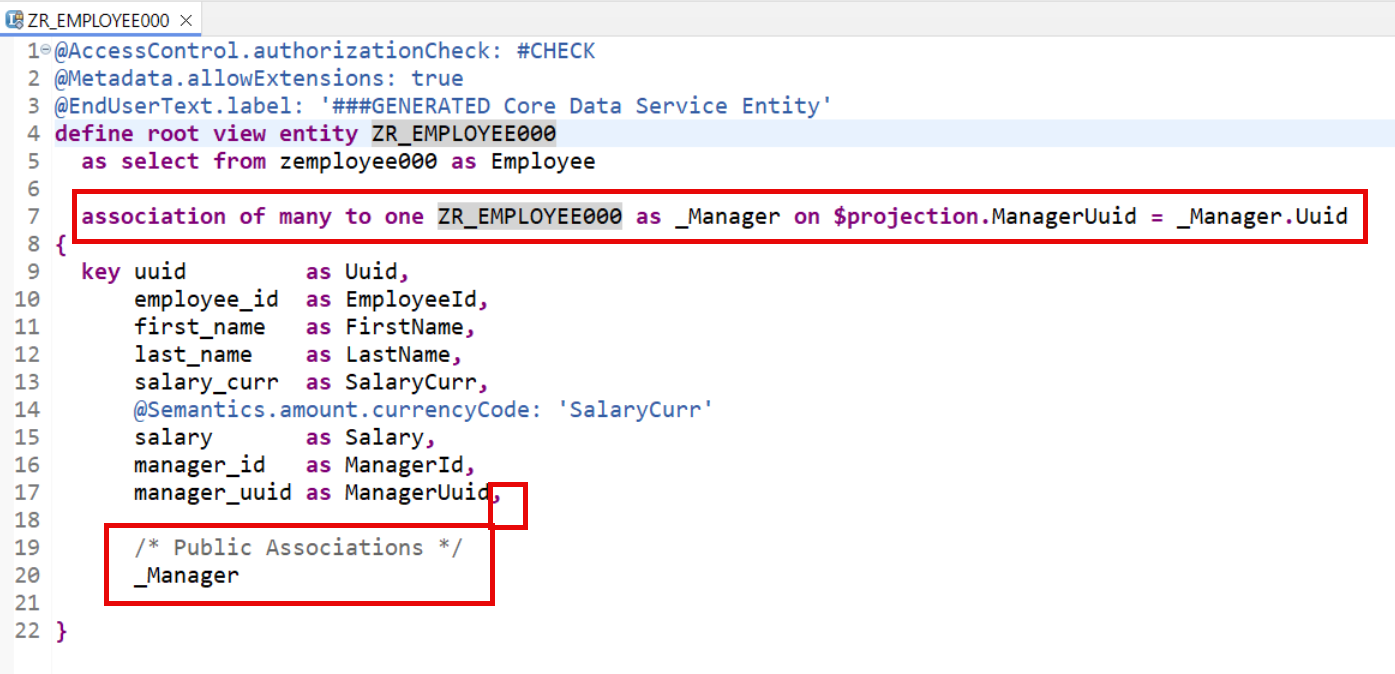 ZR_EMPLOYEE000
1 @AccessControl.authorizationCheck: #CHECK
2 @Metadata.allowExtensions: true
3 @EndUserText.label: '###GENERATED Core Data Service Entity'
4 define root view entity ZR_EMPLOYEE000
5   as select from zemployee000 as Employee
6
7   association of many to one ZR_EMPLOYEE000 as _Manager on $projection.ManagerUuid = _Manager.Uuid
8 {
9   key uuid         as Uuid,
10       employee_id  as EmployeeId,
11       first_name   as FirstName,
12       last_name    as LastName,
13       salary_curr  as SalaryCurr,
14       @Semantics.amount.currencyCode: 'SalaryCurr'
15       salary       as Salary,
16       manager_id   as ManagerId,
17       manager_uuid as ManagerUuid,
18
19       /* Public Associations */
20       _Manager
21
22 }